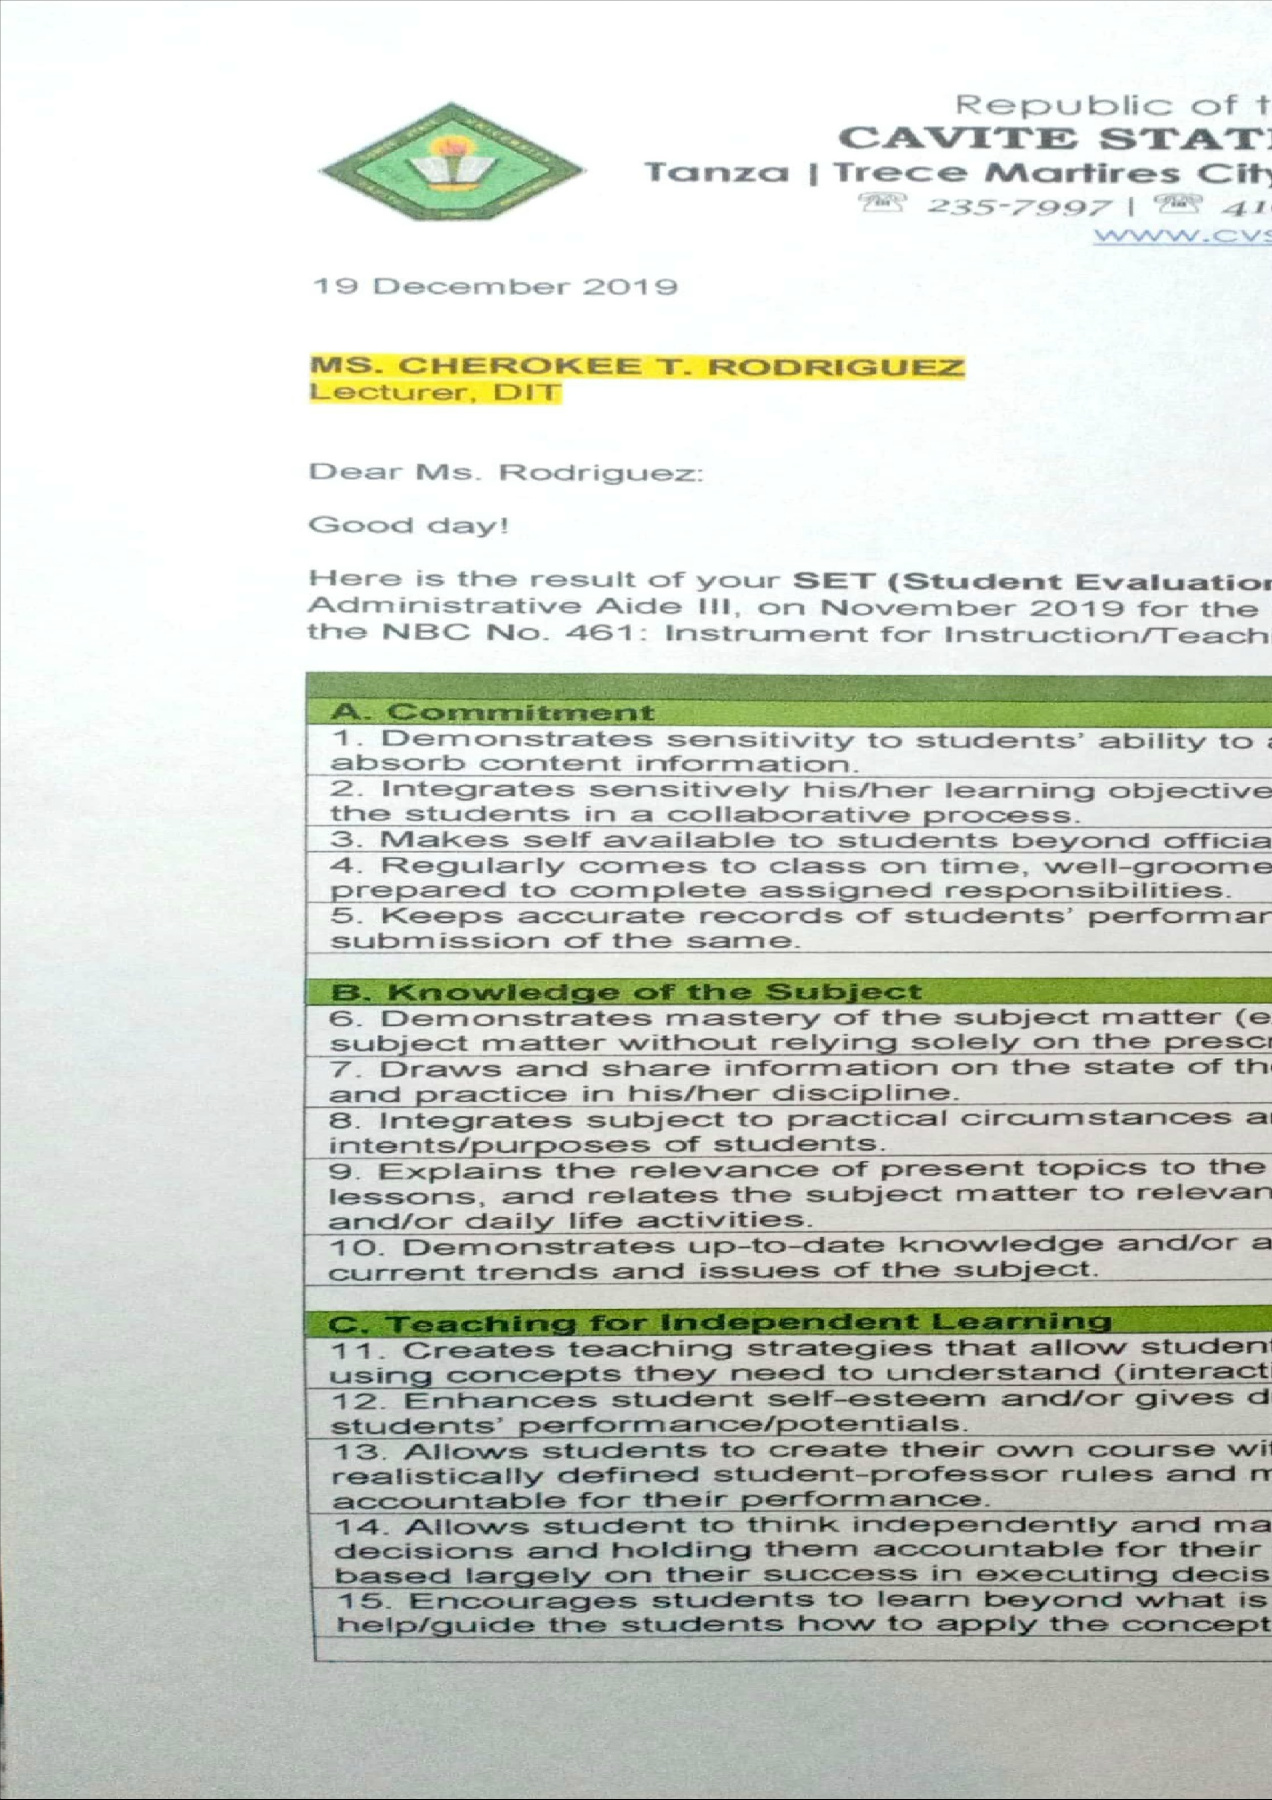 Republic of t
CAVITE STAT
Tanza | Trece Martires City
☏ 235-7997 | ☏ 41
www.cvs
19 December 2019
MS. CHEROKEE T. RODRIGUEZ
Lecturer, DIT
Dear Ms. Rodriguez:
Good day!
Here is the result of your SET (Student Evaluation
Administrative Aide III, on November 2019 for the
the NBC No. 461: Instrument for Instruction/Teach
A. Commitment
1. Demonstrates sensitivity to students' ability to a
absorb content information.
2. Integrates sensitively his/her learning objective
the students in a collaborative process.
3. Makes self available to students beyond officia
4. Regularly comes to class on time, well-groome
prepared to complete assigned responsibilities.
5. Keeps accurate records of students' performan
submission of the same.
B. Knowledge of the Subject
6. Demonstrates mastery of the subject matter (e
subject matter without relying solely on the prescr
7. Draws and share information on the state of th
and practice in his/her discipline.
8. Integrates subject to practical circumstances a
intents/purposes of students.
9. Explains the relevance of present topics to the
lessons, and relates the subject matter to relevan
and/or daily life activities.
10. Demonstrates up-to-date knowledge and/or a
current trends and issues of the subject.
C. Teaching for Independent Learning
11. Creates teaching strategies that allow student
using concepts they need to understand (interacti
12. Enhances student self-esteem and/or gives d
students' performance/potentials.
13. Allows students to create their own course wit
realistically defined student-professor rules and m
accountable for their performance.
14. Allows student to think independently and ma
decisions and holding them accountable for their
based largely on their success in executing decis
15. Encourages students to learn beyond what is
help/guide the students how to apply the concept